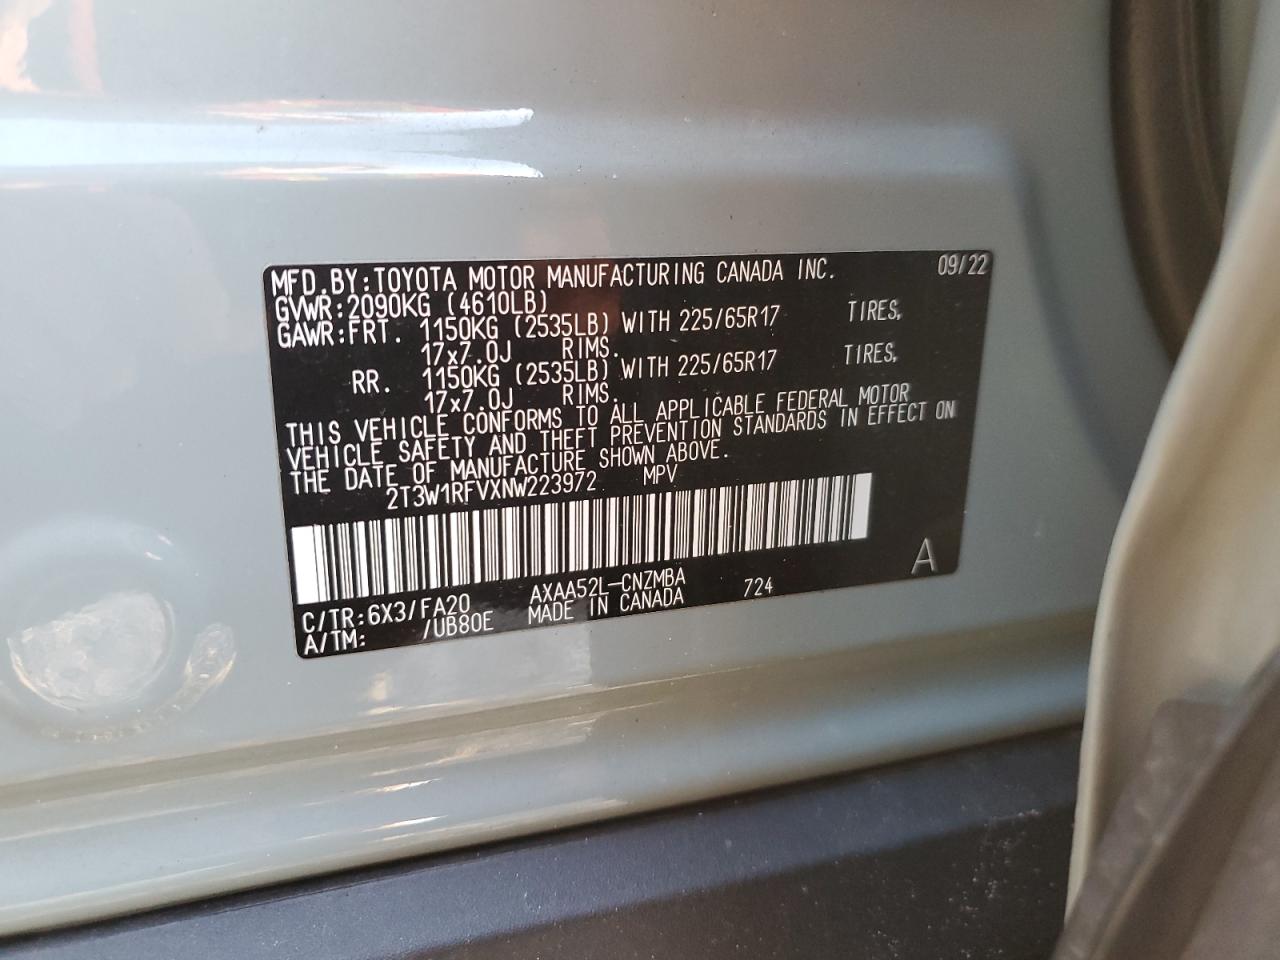 MFD. BY: TOYOTA MOTOR MANUFACTURING CANADA INC. 09/22
GVWR: 2090KG (4610LB)
GAWR: FRT. 1150KG (2535LB) WITH 225/65R17 TIRES,
17x7.0J RIMS.
RR. 1150KG (2535LB) WITH 225/65R17 TIRES,
17x7.0J RIMS.
THIS VEHICLE CONFORMS TO ALL APPLICABLE FEDERAL MOTOR
VEHICLE SAFETY AND THEFT PREVENTION STANDARDS IN EFFECT ON
THE DATE OF MANUFACTURE SHOWN ABOVE.
2T3W1RFVXNW223972 MPV
A
C/TR: 6X3/FA20 AXAA52L-CNZMBA 724
A/TM: /UB80E MADE IN CANADA